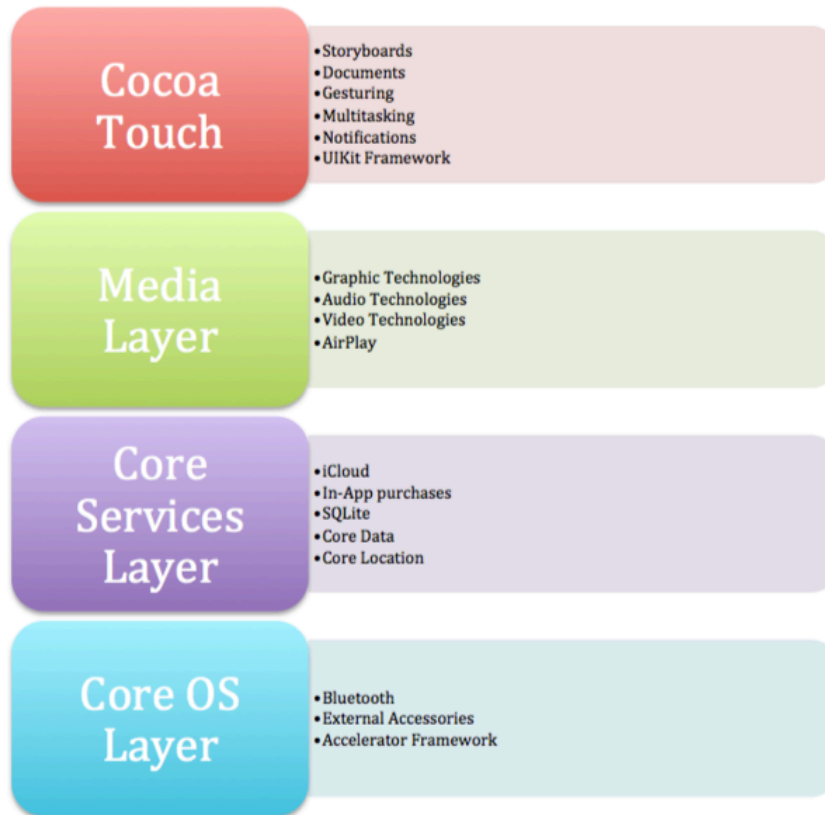 Cocoa
Touch
•Storyboards
•Documents
•Gesturing
•Multitasking
•Notifications
•UIKit Framework
Media
Layer
•Graphic Technologies
•Audio Technologies
•Video Technologies
•AirPlay
Core
Services
Layer
•iCloud
•In-App purchases
•SQLite
•Core Data
•Core Location
Core OS
Layer
•Bluetooth
•External Accessories
•Accelerator Framework